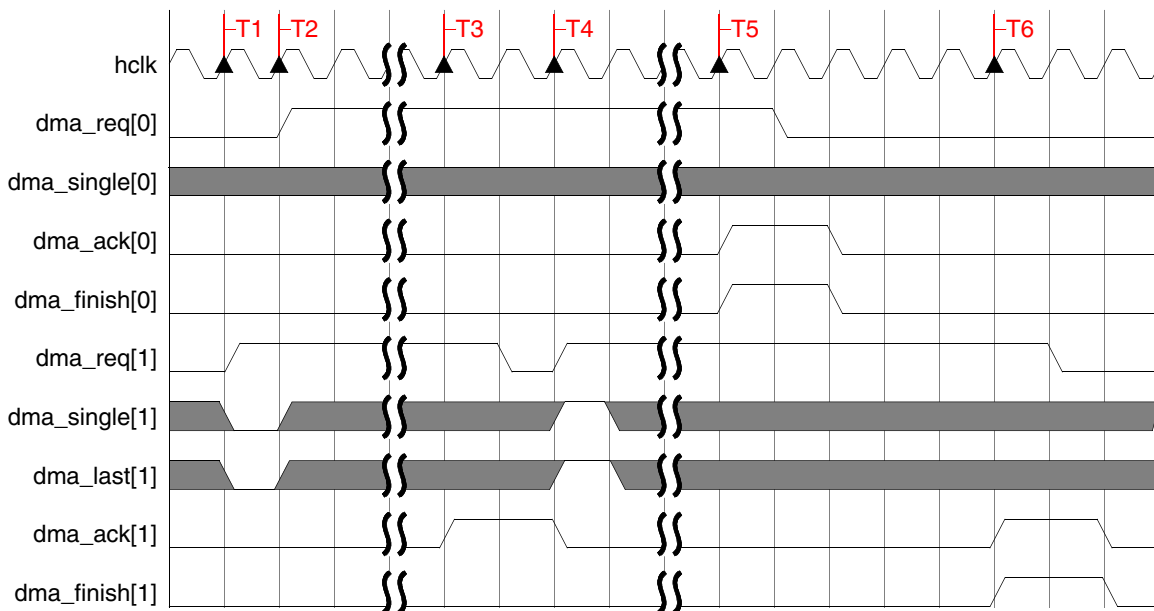 T1 T2 T3 T4 T5 T6
hclk
dma_req[0]
dma_single[0]
dma_ack[0]
dma_finish[0]
dma_req[1]
dma_single[1]
dma_last[1]
dma_ack[1]
dma_finish[1]